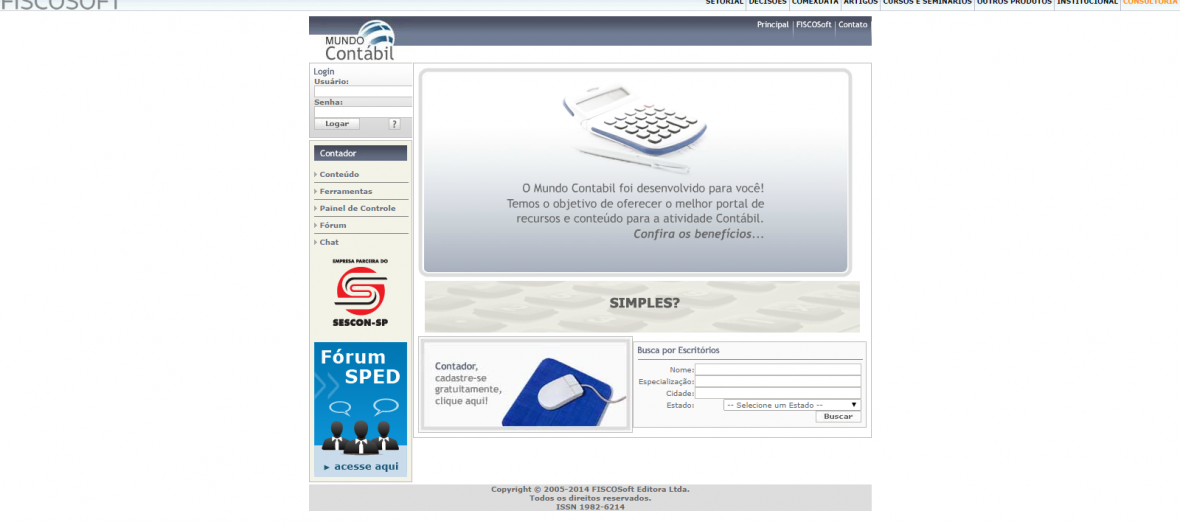 FISCOSOFT
SETORIAL DECISÕES COMEXDATA ARTIGOS CURSOS E SEMINÁRIOS OUTROS PRODUTOS INSTITUCIONAL CONSULTORIA
Principal | FISCOSoft | Contato
MUNDO
Contábil
Login
Usuário:
Senha:
Logar ?
Contador
Conteúdo
Ferramentas
Painel de Controle
Fórum
Chat
EMPRESA PARCEIRA DO
SESCON-SP
Fórum
SPED
acesse aqui
O Mundo Contabil foi desenvolvido para você!
Temos o objetivo de oferecer o melhor portal de
recursos e conteúdo para a atividade Contábil.
Confira os benefícios...
SIMPLES?
Contador,
cadastre-se
gratuitamente,
clique aqui!
Busca por Escritórios
Nome:
Especialização:
Cidade:
Estado: -- Selecione um Estado --
Buscar
Copyright © 2005-2014 FISCOSoft Editora Ltda.
Todos os direitos reservados.
ISSN 1982-6214